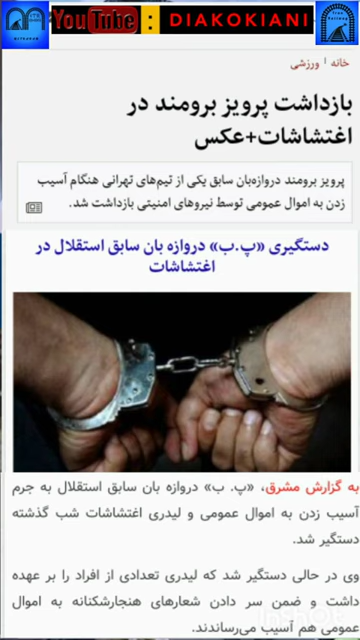 YouTube : DIAKOKIANI
خانه ׀ ورزشی
بازداشت پرویز برومند در
اغتشاشات+عکس
پرویز برومند دروازه‌بان سابق یکی از تیم‌های تهرانی هنگام آسیب
زدن به اموال عمومی توسط نیروهای امنیتی بازداشت شد.
دستگیری «پ.ب» دروازه بان سابق استقلال در
اغتشاشات
به گزارش مشرق، «پ. ب» دروازه بان سابق استقلال به جرم
آسیب زدن به اموال عمومی و لیدری اغتشاشات شب گذشته
دستگیر شد.
وی در حالی دستگیر شد که لیدری تعدادی از افراد را بر عهده
داشت و ضمن سر دادن شعارهای هنجارشکنانه به اموال
عمومی هم آسیب می‌رساندند.